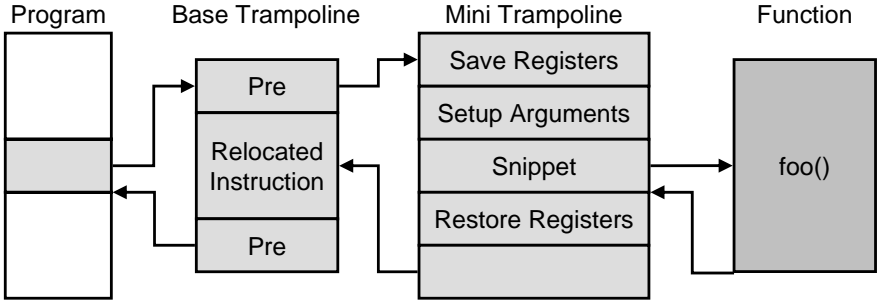 Program
Base Trampoline
Mini Trampoline
Function
Pre
Relocated
Instruction
Pre
Save Registers
Setup Arguments
Snippet
Restore Registers
foo()